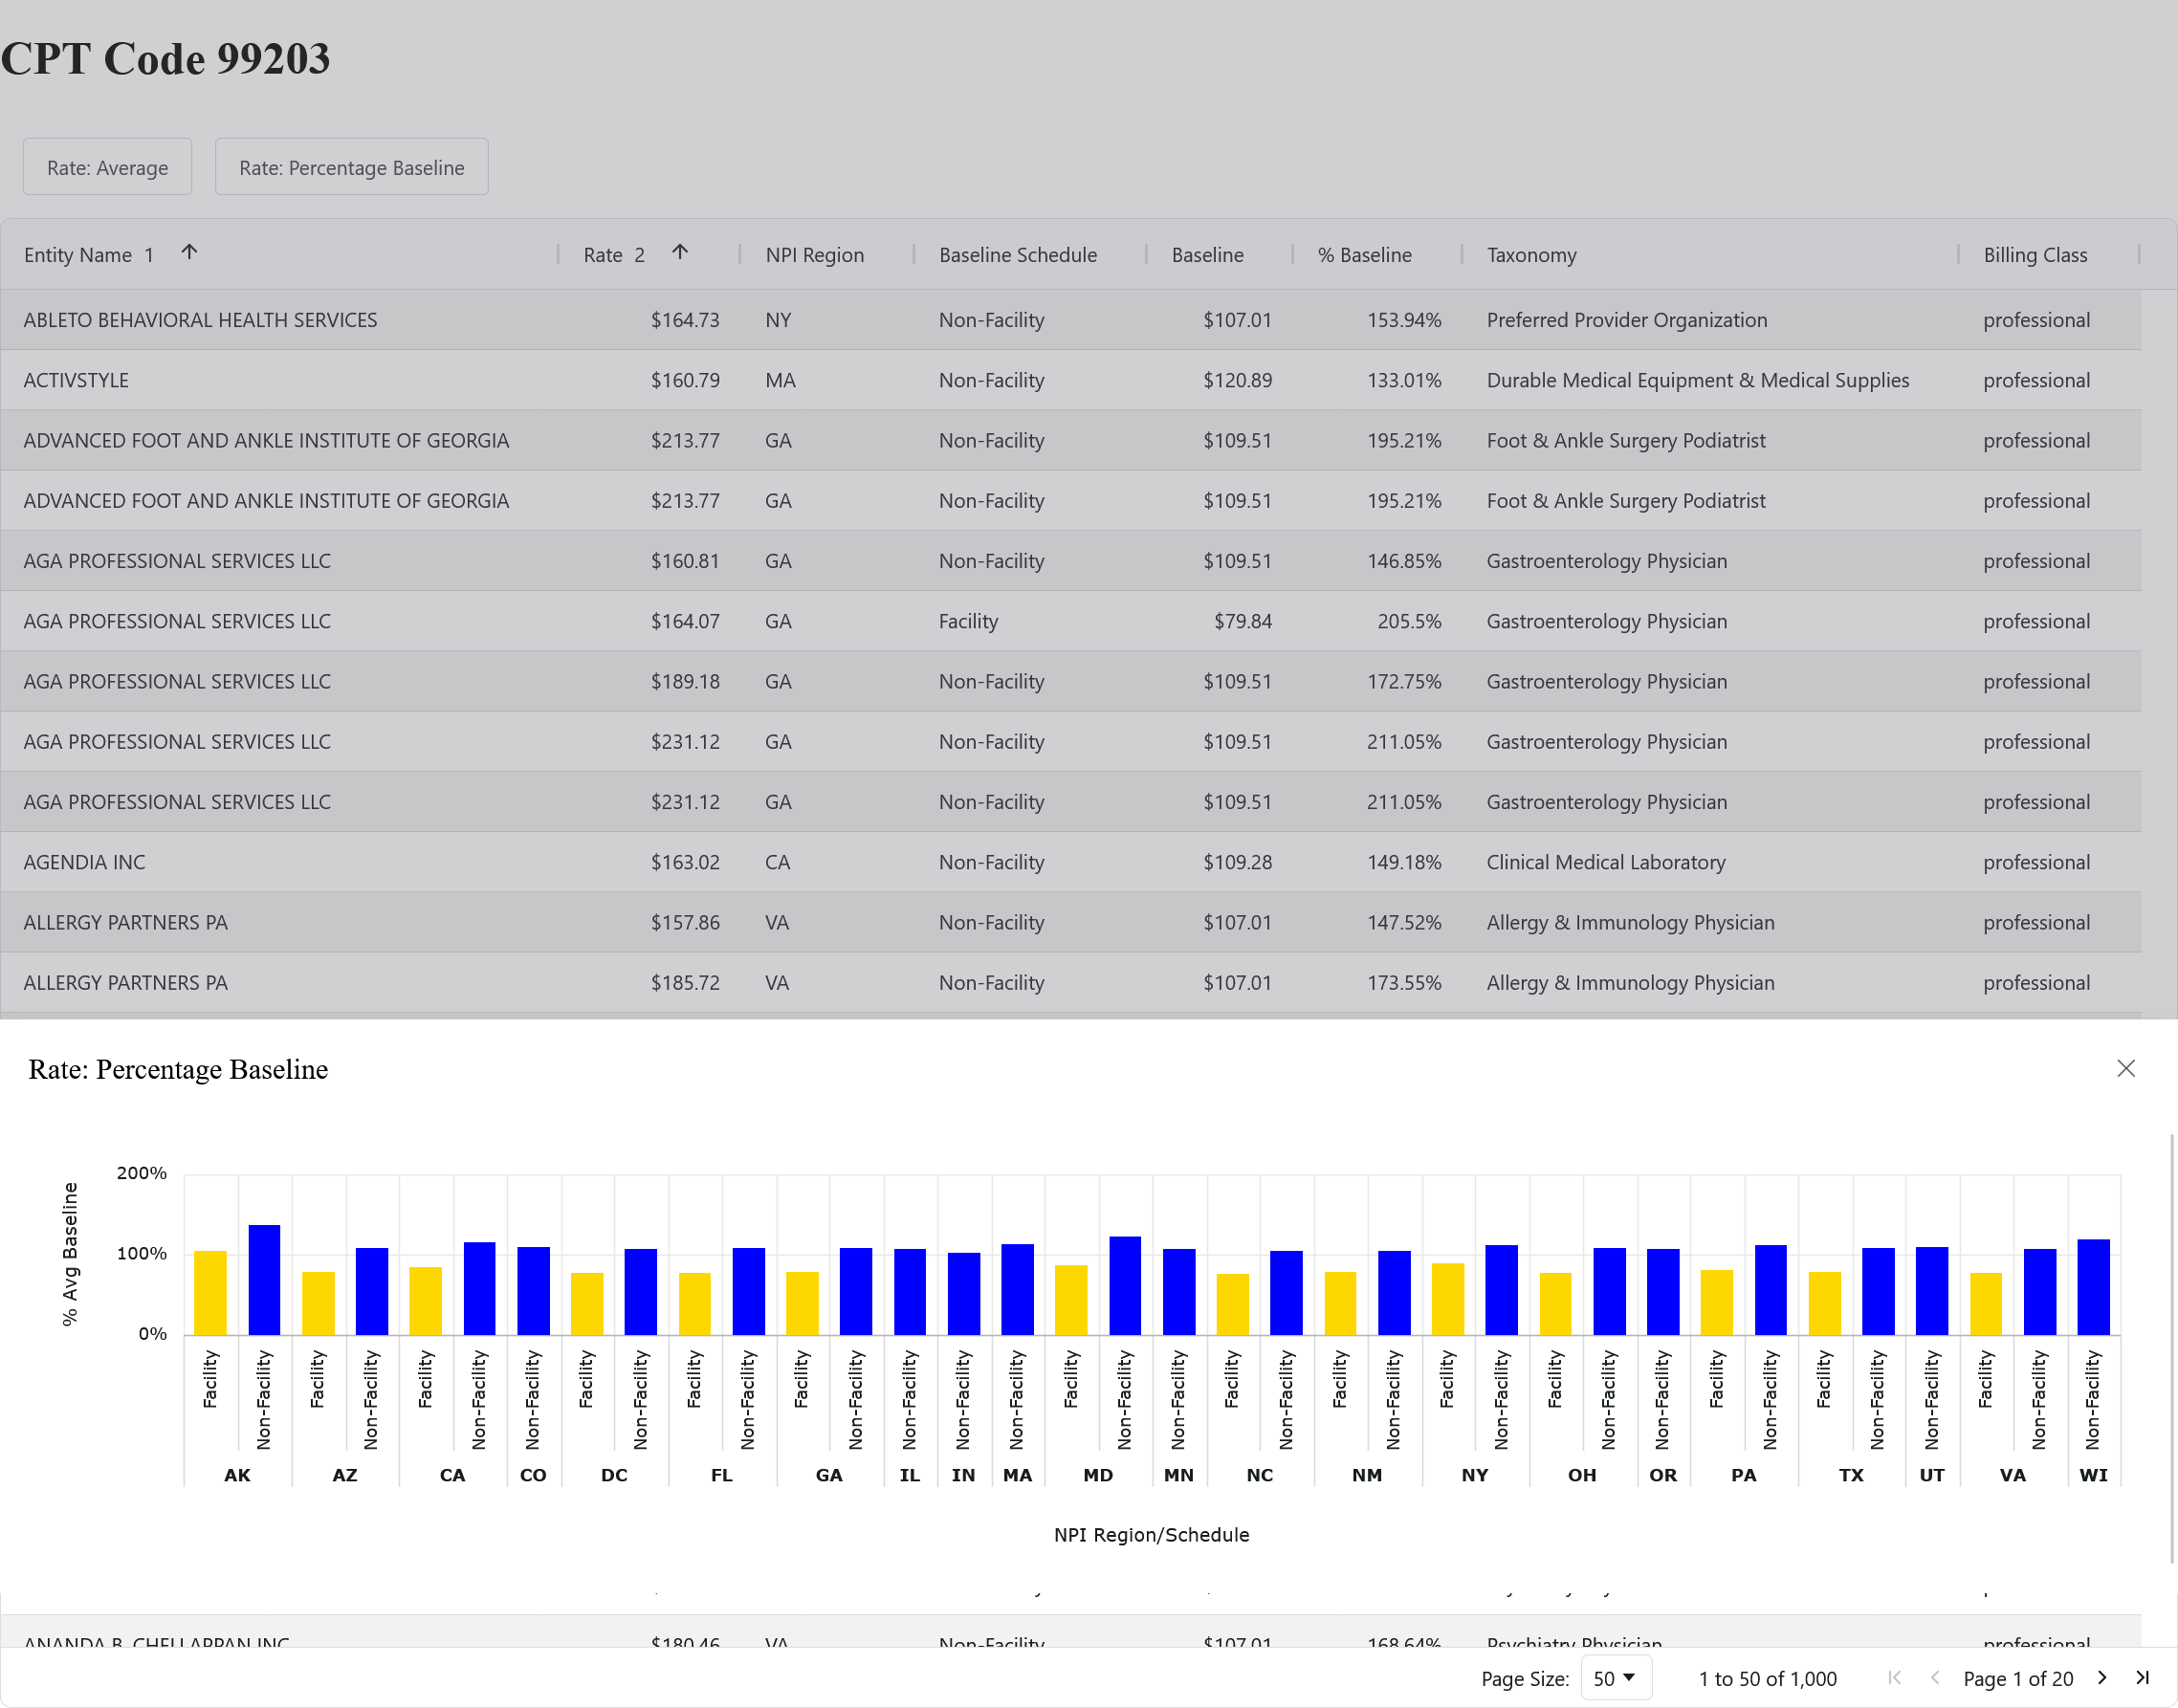 CPT Code 99203
Rate: Average Rate: Percentage Baseline
Entity Name 1 Rate 2 NPI Region Baseline Schedule Baseline % Baseline Taxonomy Billing Class
ABLETO BEHAVIORAL HEALTH SERVICES $164.73 NY Non-Facility $107.01 153.94% Preferred Provider Organization professional
ACTIVSTYLE $160.79 MA Non-Facility $120.89 133.01% Durable Medical Equipment & Medical Supplies professional
ADVANCED FOOT AND ANKLE INSTITUTE OF GEORGIA $213.77 GA Non-Facility $109.51 195.21% Foot & Ankle Surgery Podiatrist professional
ADVANCED FOOT AND ANKLE INSTITUTE OF GEORGIA $213.77 GA Non-Facility $109.51 195.21% Foot & Ankle Surgery Podiatrist professional
AGA PROFESSIONAL SERVICES LLC $160.81 GA Non-Facility $109.51 146.85% Gastroenterology Physician professional
AGA PROFESSIONAL SERVICES LLC $164.07 GA Facility $79.84 205.5% Gastroenterology Physician professional
AGA PROFESSIONAL SERVICES LLC $189.18 GA Non-Facility $109.51 172.75% Gastroenterology Physician professional
AGA PROFESSIONAL SERVICES LLC $231.12 GA Non-Facility $109.51 211.05% Gastroenterology Physician professional
AGA PROFESSIONAL SERVICES LLC $231.12 GA Non-Facility $109.51 211.05% Gastroenterology Physician professional
AGENDIA INC $163.02 CA Non-Facility $109.28 149.18% Clinical Medical Laboratory professional
ALLERGY PARTNERS PA $157.86 VA Non-Facility $107.01 147.52% Allergy & Immunology Physician professional
ALLERGY PARTNERS PA $185.72 VA Non-Facility $107.01 173.55% Allergy & Immunology Physician professional
Rate: Percentage Baseline
% Avg Baseline
200%
100%
0%
Facility Non-Facility Facility Non-Facility Facility Non-Facility Non-Facility Facility Non-Facility Facility Non-Facility Facility Non-Facility Non-Facility Non-Facility Non-Facility Facility Non-Facility Non-Facility Facility Non-Facility Facility Non-Facility Facility Non-Facility Facility Non-Facility Non-Facility Facility Non-Facility Facility Non-Facility Non-Facility Facility Non-Facility Non-Facility
AK AZ CA CO DC FL GA IL IN MA MD MN NC NM NY OH OR PA TX UT VA WI
NPI Region/Schedule
ANANDA B. CHELLAPPAN INC $180.46 VA Non-Facility $107.01 168.64% Psychiatry Physician professional
Page Size: 50 1 to 50 of 1,000 Page 1 of 20